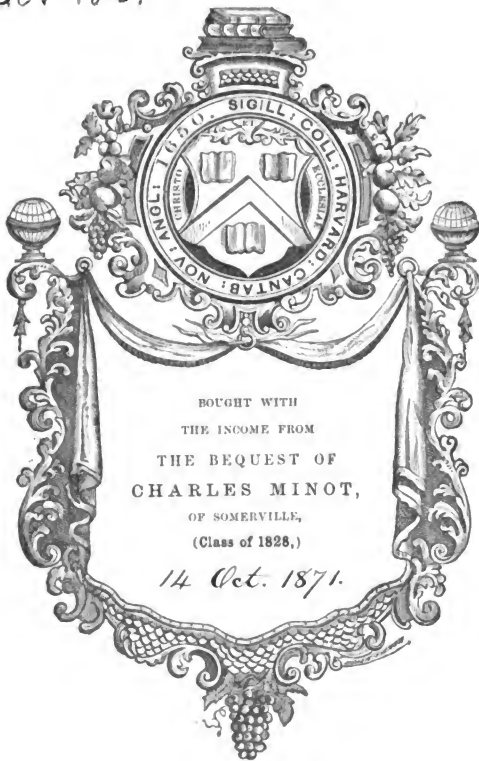 SIGILL: COLL: HARVARD: CANTAB: NOV: ANGL: 1650.
ET
CHRISTO
ECCLESIAE
BOUGHT WITH
THE INCOME FROM
THE BEQUEST OF
CHARLES MINOT,
OF SOMERVILLE,
(Class of 1828,)
14 Oct. 1871.